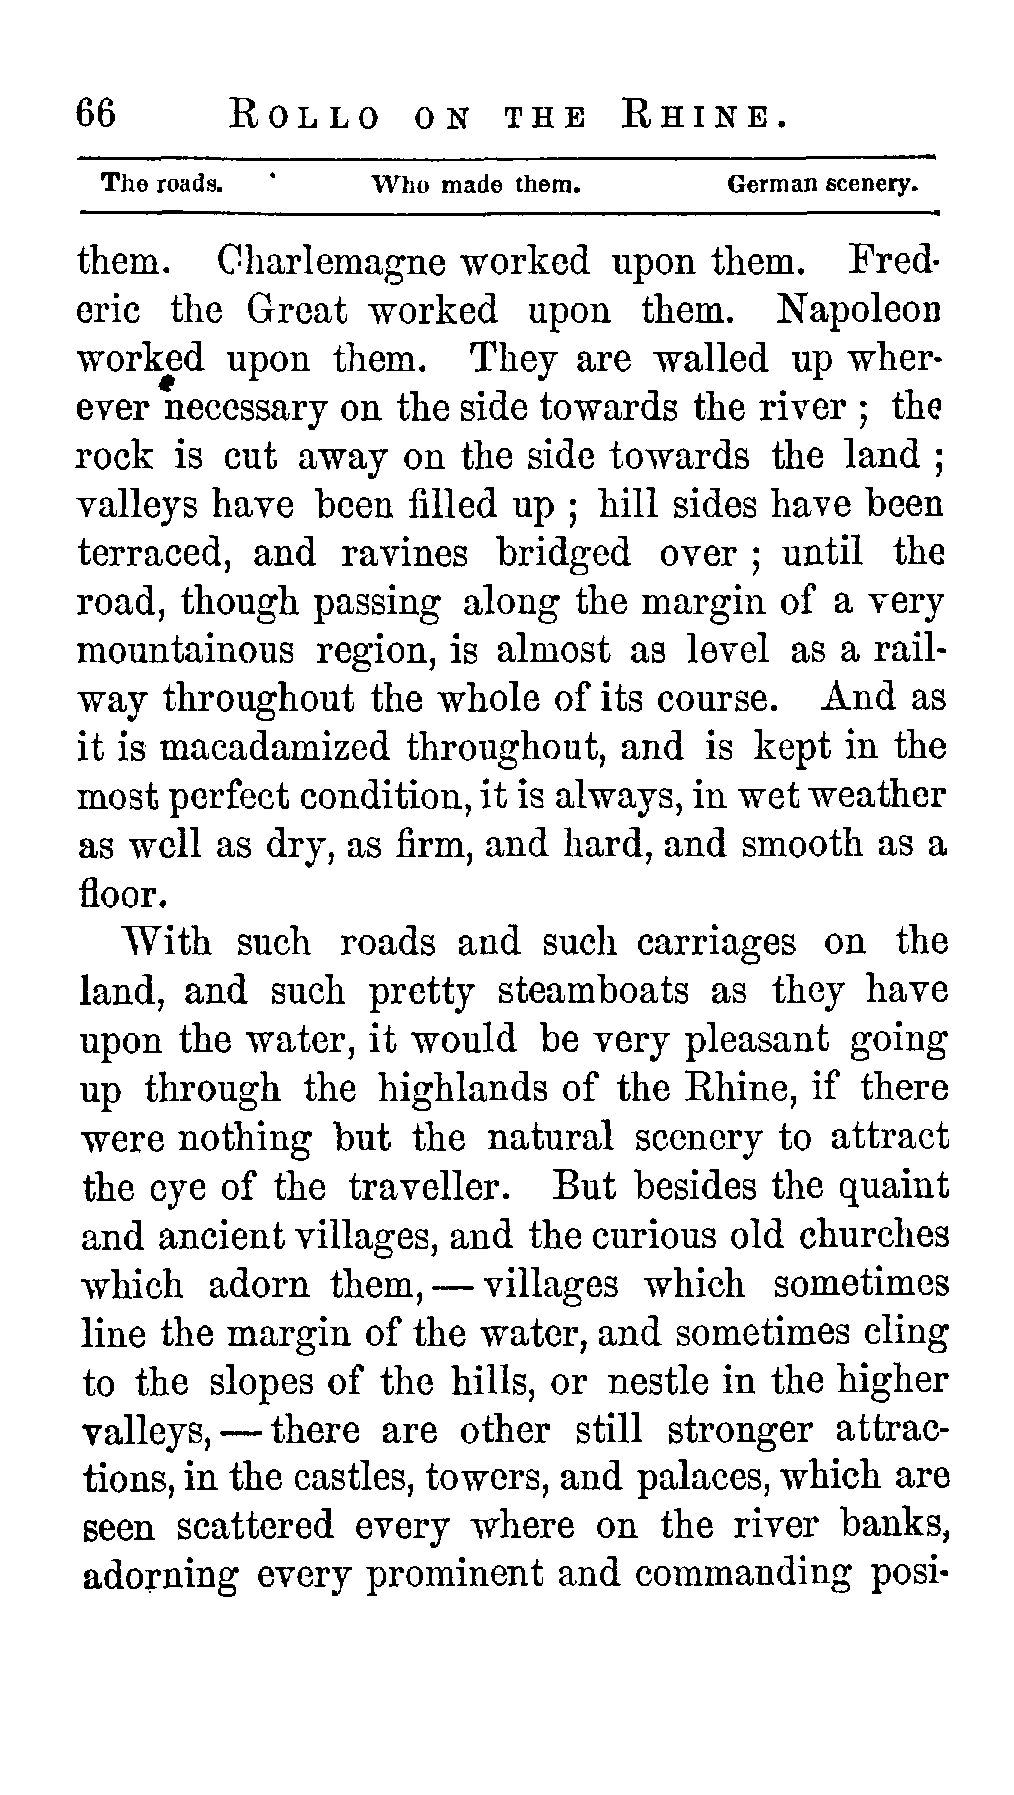 66 ROLLO ON THE RHINE.
The roads. Who made them. German scenery.
them. Charlemagne worked upon them. Fred-
eric the Great worked upon them. Napoleon
worked upon them. They are walled up wher-
ever necessary on the side towards the river ; the
rock is cut away on the side towards the land ;
valleys have been filled up ; hill sides have been
terraced, and ravines bridged over ; until the
road, though passing along the margin of a very
mountainous region, is almost as level as a rail-
way throughout the whole of its course. And as
it is macadamized throughout, and is kept in the
most perfect condition, it is always, in wet weather
as well as dry, as firm, and hard, and smooth as a
floor.
With such roads and such carriages on the
land, and such pretty steamboats as they have
upon the water, it would be very pleasant going
up through the highlands of the Rhine, if there
were nothing but the natural scenery to attract
the eye of the traveller. But besides the quaint
and ancient villages, and the curious old churches
which adorn them, — villages which sometimes
line the margin of the water, and sometimes cling
to the slopes of the hills, or nestle in the higher
valleys, — there are other still stronger attrac-
tions, in the castles, towers, and palaces, which are
seen scattered every where on the river banks,
adorning every prominent and commanding posi-